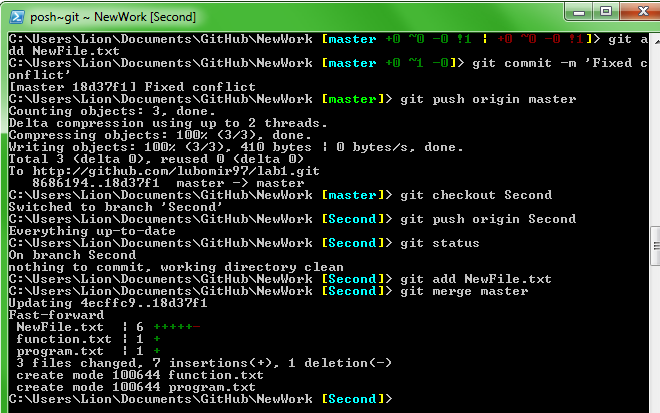 posh~git ~ NewWork [Second]
C:\Users\Lion\Documents\GitHub\NewWork [master +0 ~0 -0 !1 | +0 ~0 -0 !1]> git a
dd NewFile.txt
C:\Users\Lion\Documents\GitHub\NewWork [master +0 ~1 -0]> git commit -m 'Fixed c
onflict'
[master 18d37f1] Fixed conflict
C:\Users\Lion\Documents\GitHub\NewWork [master]> git push origin master
Counting objects: 3, done.
Delta compression using up to 2 threads.
Compressing objects: 100% (3/3), done.
Writing objects: 100% (3/3), 410 bytes | 0 bytes/s, done.
Total 3 (delta 0), reused 0 (delta 0)
To http://github.com/lubomir97/lab1.git
   8686194..18d37f1  master -> master
C:\Users\Lion\Documents\GitHub\NewWork [master]> git checkout Second
Switched to branch 'Second'
C:\Users\Lion\Documents\GitHub\NewWork [Second]> git push origin Second
Everything up-to-date
C:\Users\Lion\Documents\GitHub\NewWork [Second]> git status
On branch Second
nothing to commit, working directory clean
C:\Users\Lion\Documents\GitHub\NewWork [Second]> git add NewFile.txt
C:\Users\Lion\Documents\GitHub\NewWork [Second]> git merge master
Updating 4ecffc9..18d37f1
Fast-forward
 NewFile.txt  | 6 +++++-
 function.txt | 1 +
 program.txt  | 1 +
 3 files changed, 7 insertions(+), 1 deletion(-)
 create mode 100644 function.txt
 create mode 100644 program.txt
C:\Users\Lion\Documents\GitHub\NewWork [Second]>